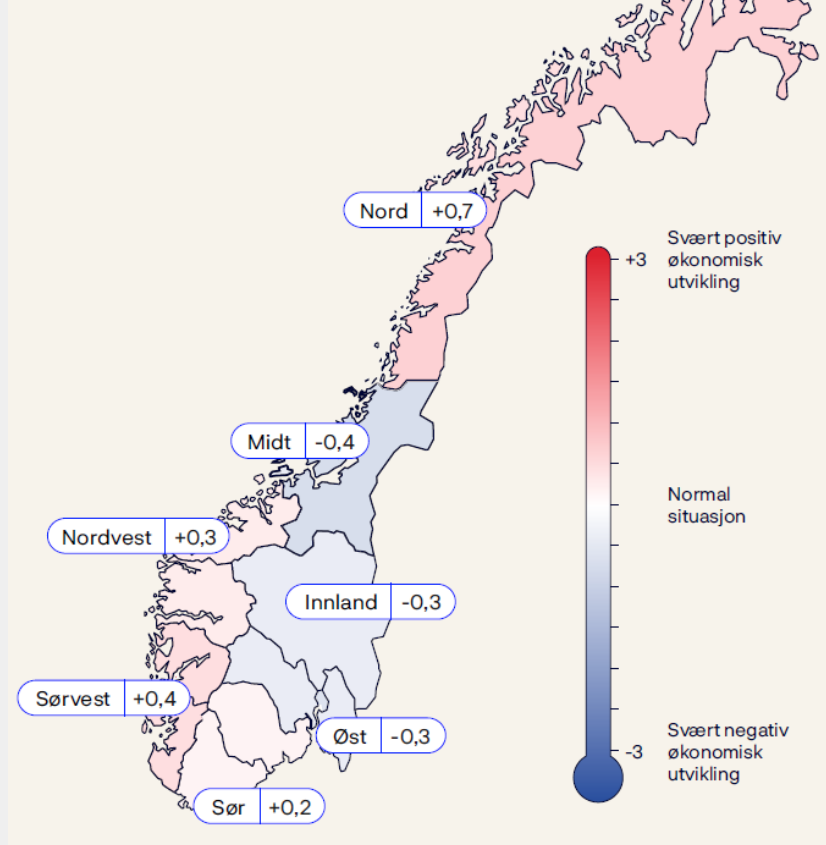 Nord +0,7
Svært positiv
+3 økonomisk
utvikling
Midt -0,4
Normal
situasjon
Nordvest +0,3
Innland -0,3
Sørvest +0,4
Øst -0,3
Svært negativ
-3 økonomisk
utvikling
Sør +0,2